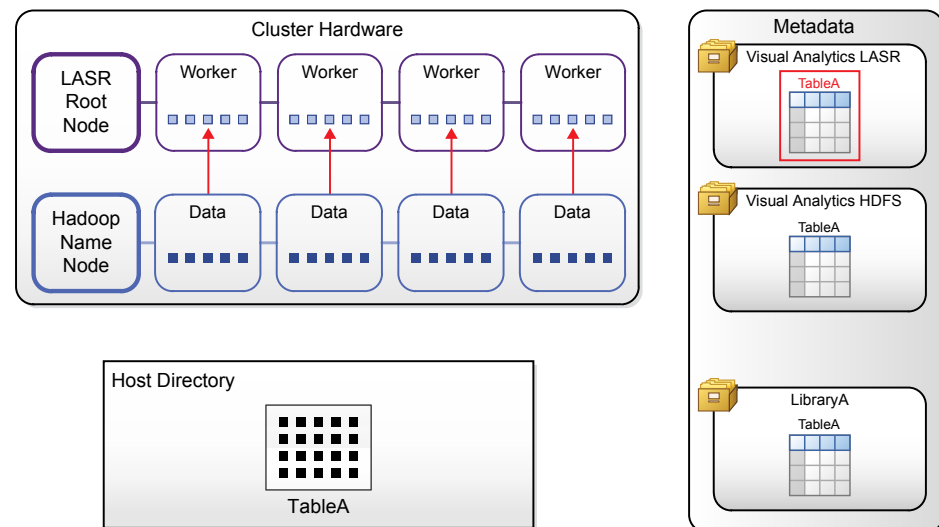 Cluster Hardware
LASR
Root
Node
Worker
Worker
Worker
Worker
Hadoop
Name
Node
Data
Data
Data
Data
Host Directory
TableA
Metadata
Visual Analytics LASR
TableA
Visual Analytics HDFS
TableA
LibraryA
TableA